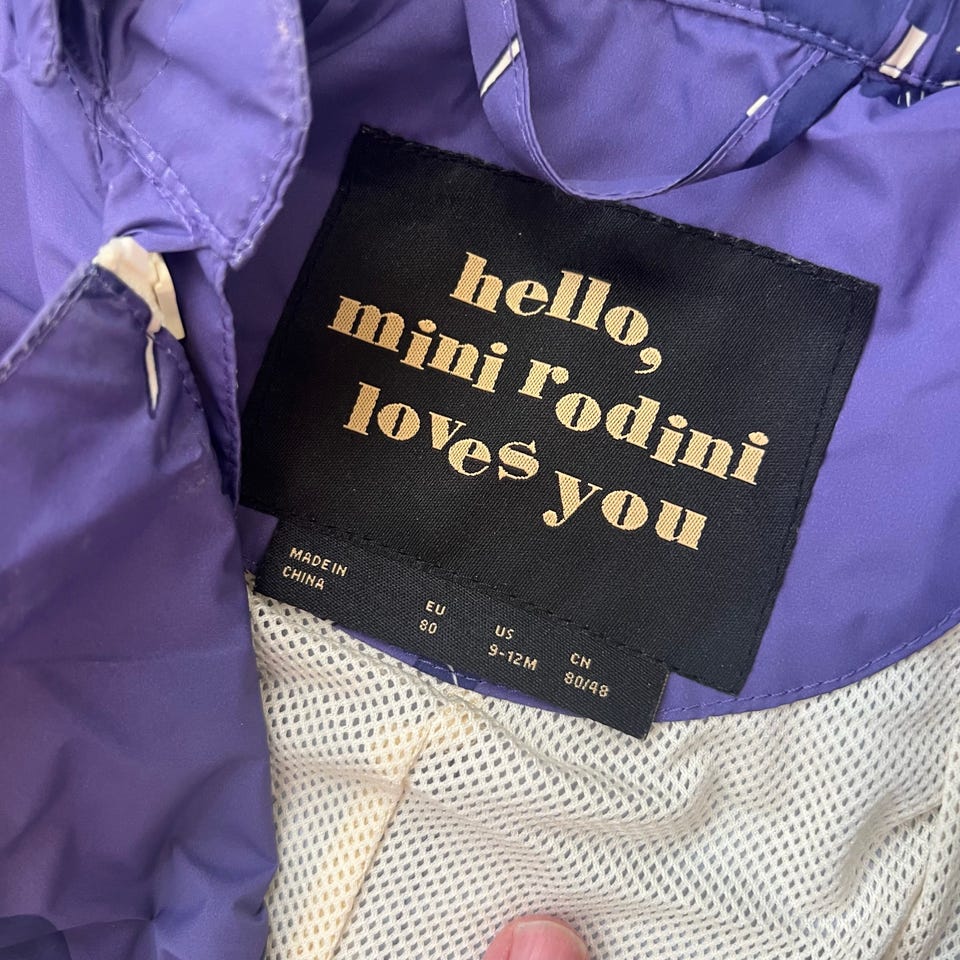 hello,
mini rodini
loves you
MADE IN
CHINA
EU
80
US
9-12M
CN
80/48